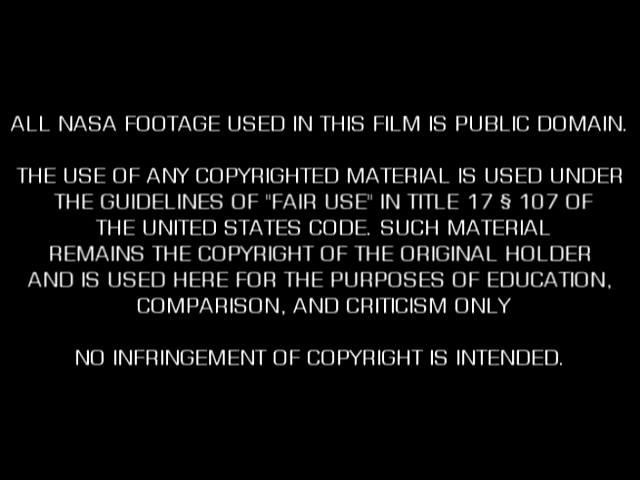 ALL NASA FOOTAGE USED IN THIS FILM IS PUBLIC DOMAIN.
THE USE OF ANY COPYRIGHTED MATERIAL IS USED UNDER
THE GUIDELINES OF "FAIR USE" IN TITLE 17 § 107 OF
THE UNITED STATES CODE. SUCH MATERIAL
REMAINS THE COPYRIGHT OF THE ORIGINAL HOLDER
AND IS USED HERE FOR THE PURPOSES OF EDUCATION,
COMPARISON, AND CRITICISM ONLY
NO INFRINGEMENT OF COPYRIGHT IS INTENDED.